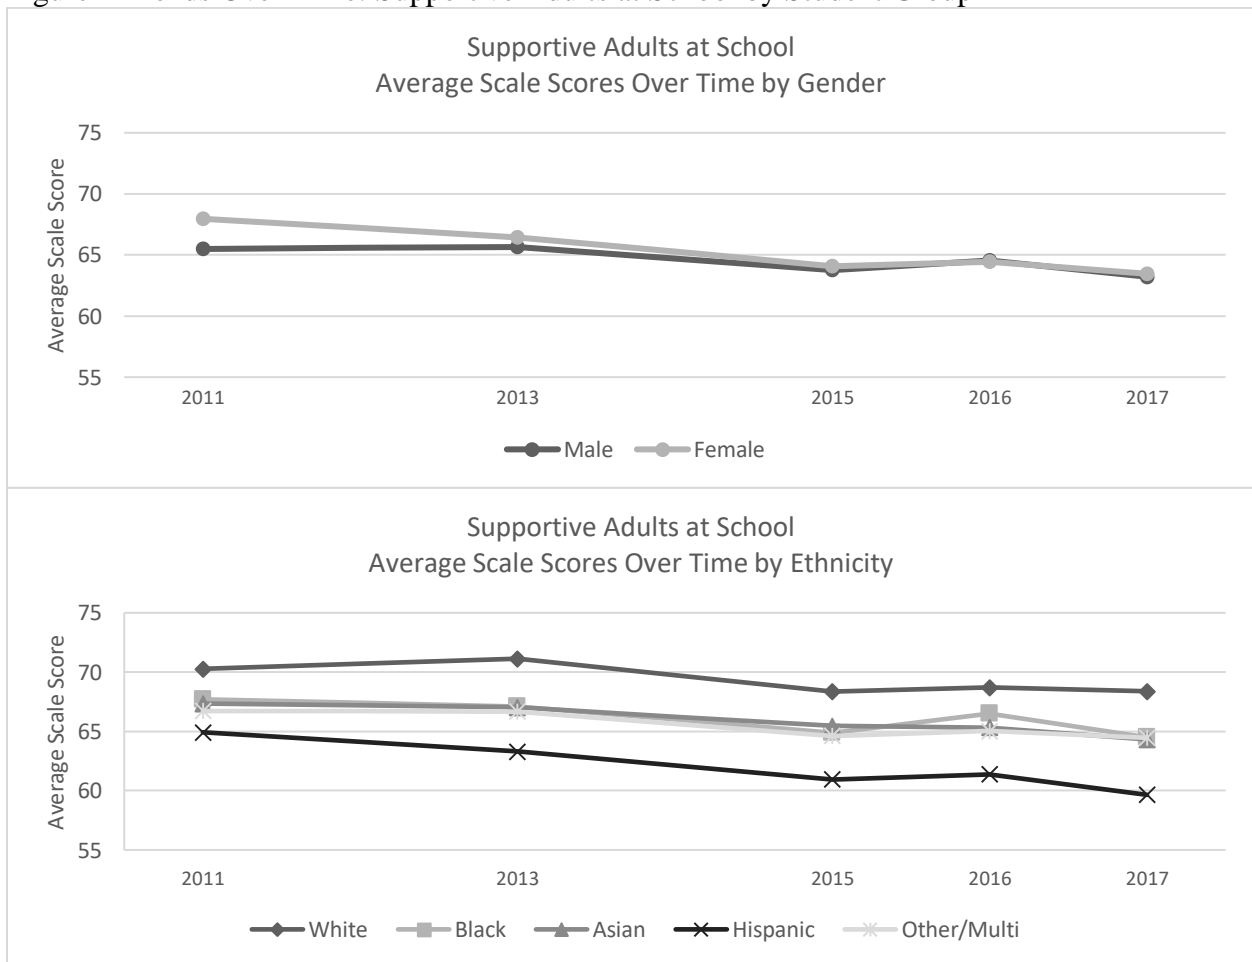 Supportive Adults at School
Average Scale Scores Over Time by Gender
Average Scale Score
75
70
65
60
55
2011 2013 2015 2016 2017
Male Female
Supportive Adults at School
Average Scale Scores Over Time by Ethnicity
Average Scale Score
75
70
65
60
55
2011 2013 2015 2016 2017
White Black Asian Hispanic Other/Multi